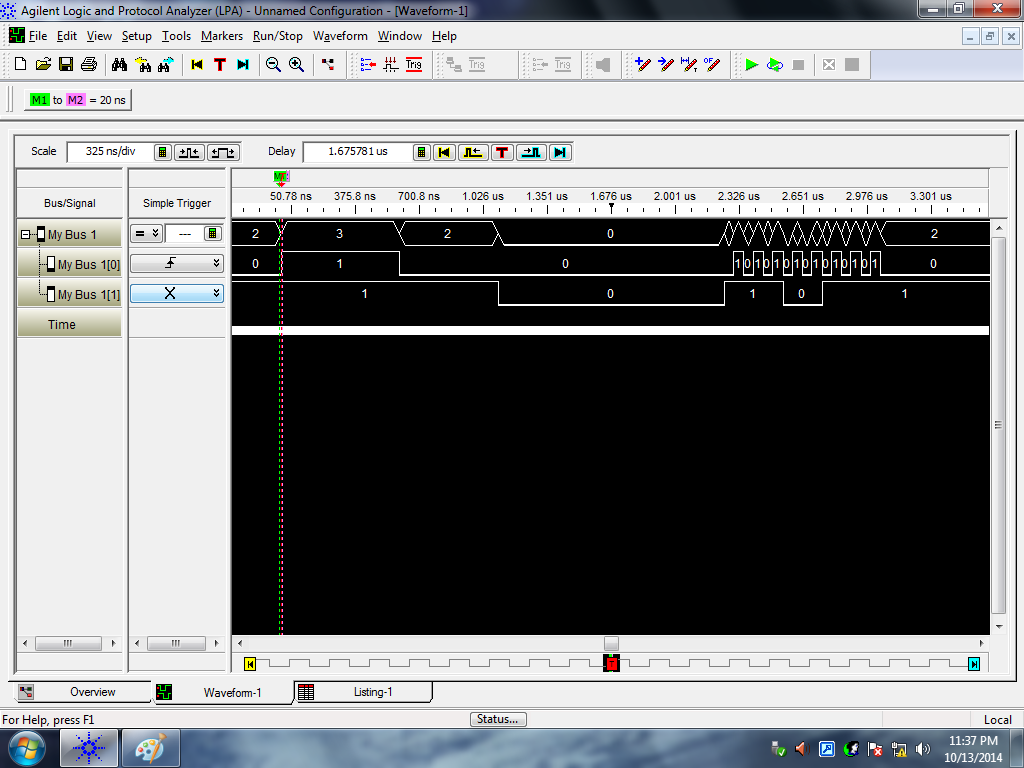 Agilent Logic and Protocol Analyzer (LPA) - Unnamed Configuration - [Waveform-1]
File Edit View Setup Tools Markers Run/Stop Waveform Window Help
T Trig Trig Trig OF
M1 to M2 = 20 ns
Scale 325 ns/div Delay 1.675781 us T
Bus/Signal Simple Trigger
50.78 ns 375.8 ns 700.8 ns 1.026 us 1.351 us 1.676 us 2.001 us 2.326 us 2.651 us 2.976 us 3.301 us
My Bus 1 = --- 2 3 2 0 2
My Bus 1[0] 0 1 0 1 0 1 0 1 0 1 0 1 0 1 0 1 0 1 0
My Bus 1[1] X 1 0 1 0 1
Time
T
Overview Waveform-1 Listing-1
For Help, press F1 Status... Local
11:37 PM
10/13/2014